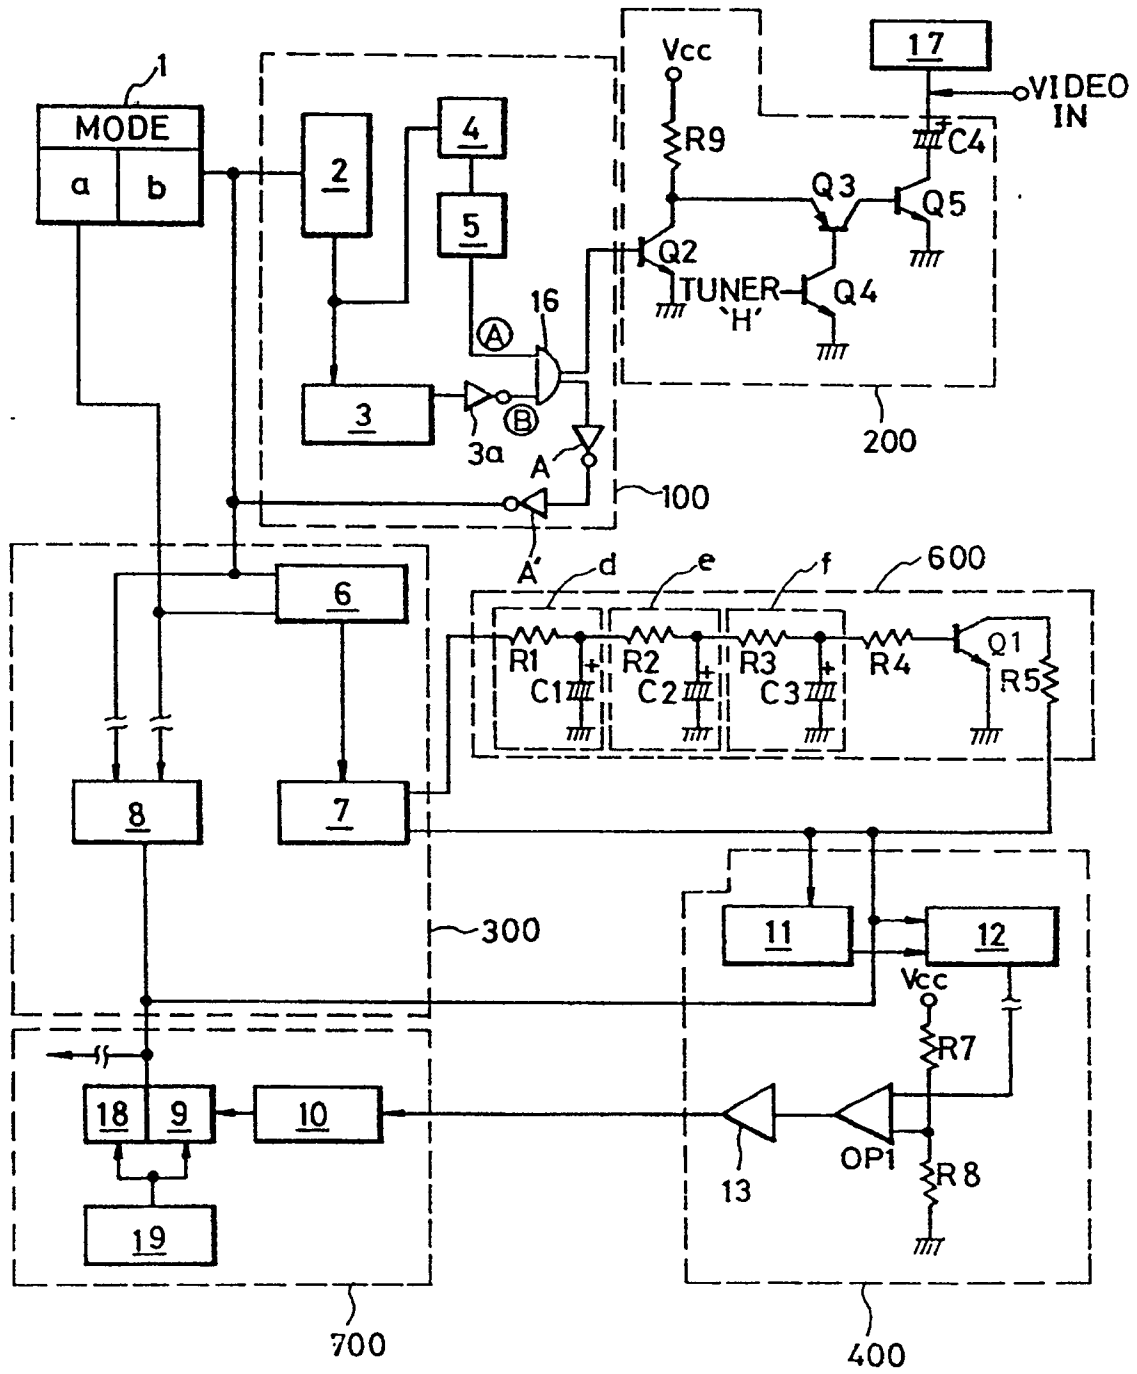 1
MODE
a b
2
4
5
3
3a
A
B
16
A
A'
100
Vcc
R9
Q2
Q3
TUNER
'H'
Q4
Q5
C4
+
17
VIDEO
IN
200
6
8
7
300
d
e
f
600
R1
C1
+
R2
C2
+
R3
C3
+
R4
Q1
R5
11
12
Vcc
R7
OP1
R8
13
400
18
9
10
19
700